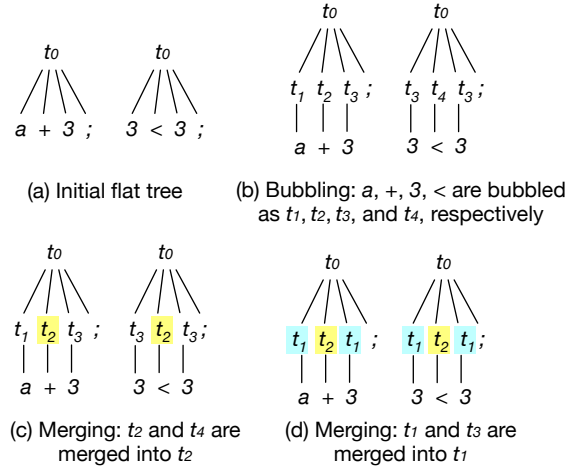 t0 t0
a + 3 ; 3 < 3 ;
(a) Initial flat tree
t0 t0
t1 t2 t3 ; t3 t4 t3 ;
a + 3 3 < 3
(b) Bubbling: a, +, 3, < are bubbled
as t1, t2, t3, and t4, respectively
t0 t0
t1 t2 t3 ; t3 t2 t3 ;
a + 3 3 < 3
(c) Merging: t2 and t4 are
merged into t2
t0 t0
t1 t2 t1 ; t1 t2 t1 ;
a + 3 3 < 3
(d) Merging: t1 and t3 are
merged into t1